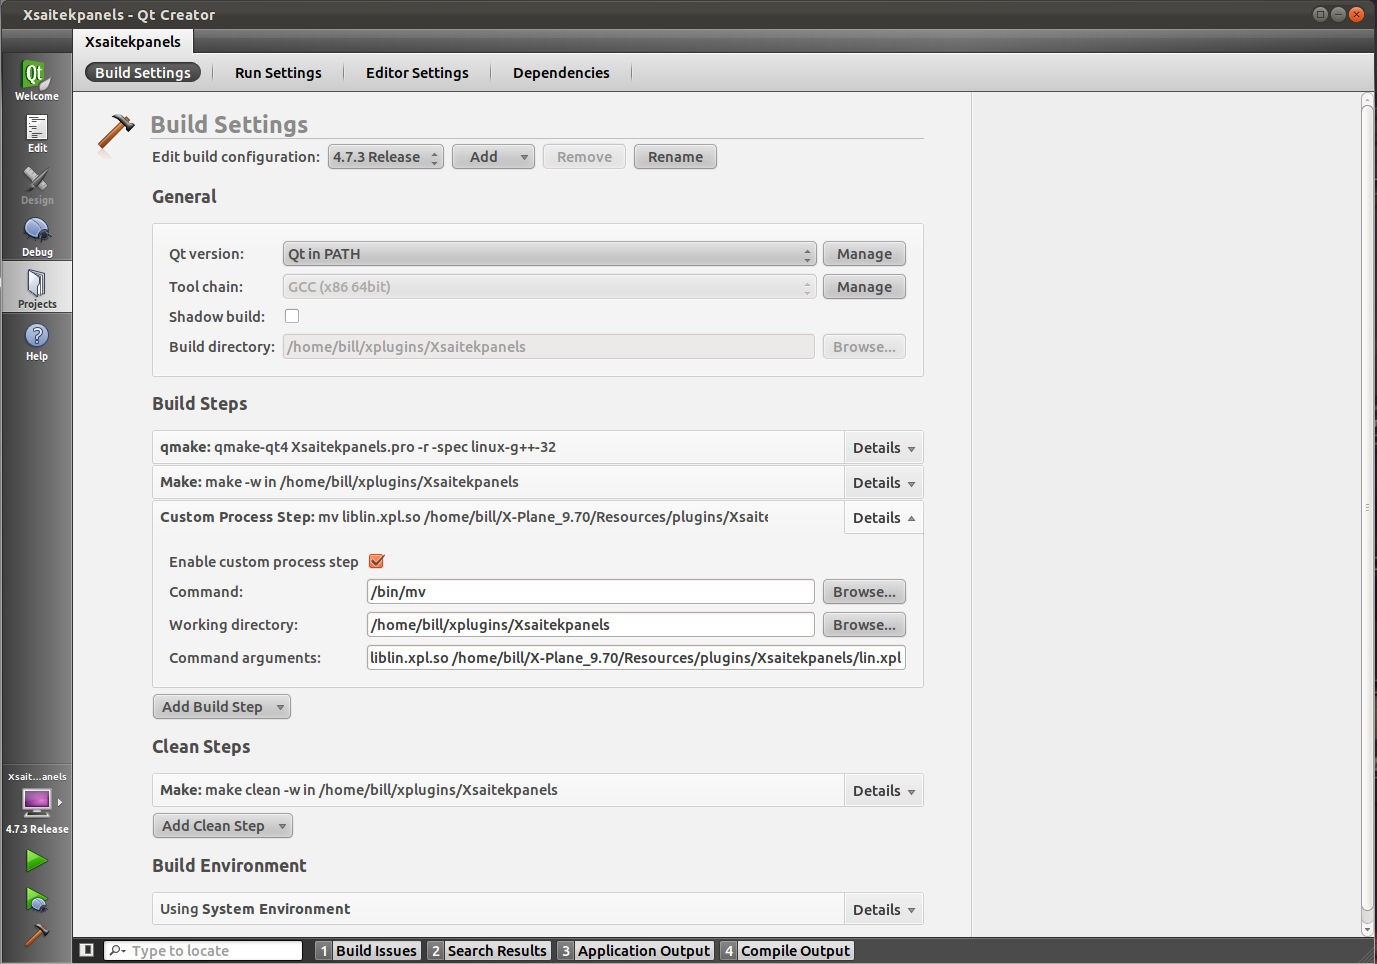 Xsaitekpanels - Qt Creator
Xsaitekpanels
Build Settings Run Settings Editor Settings Dependencies
Qt
Welcome
Edit
Design
Debug
Projects
Help
Build Settings
Edit build configuration: 4.7.3 Release Add Remove Rename
General
Qt version: Qt in PATH Manage
Tool chain: GCC (x86 64bit) Manage
Shadow build:
Build directory: /home/bill/xplugins/Xsaitekpanels Browse...
Build Steps
qmake: qmake-qt4 Xsaitekpanels.pro -r -spec linux-g++-32 Details
Make: make -w in /home/bill/xplugins/Xsaitekpanels Details
Custom Process Step: mv liblin.xpl.so /home/bill/X-Plane_9.70/Resources/plugins/Xsaite Details
Enable custom process step
Command: /bin/mv Browse...
Working directory: /home/bill/xplugins/Xsaitekpanels Browse...
Command arguments: liblin.xpl.so /home/bill/X-Plane_9.70/Resources/plugins/Xsaitekpanels/lin.xpl
Add Build Step
Clean Steps
Make: make clean -w in /home/bill/xplugins/Xsaitekpanels Details
Add Clean Step
Build Environment
Using System Environment Details
Xsait...anels
4.7.3 Release
Type to locate 1 Build Issues 2 Search Results 3 Application Output 4 Compile Output